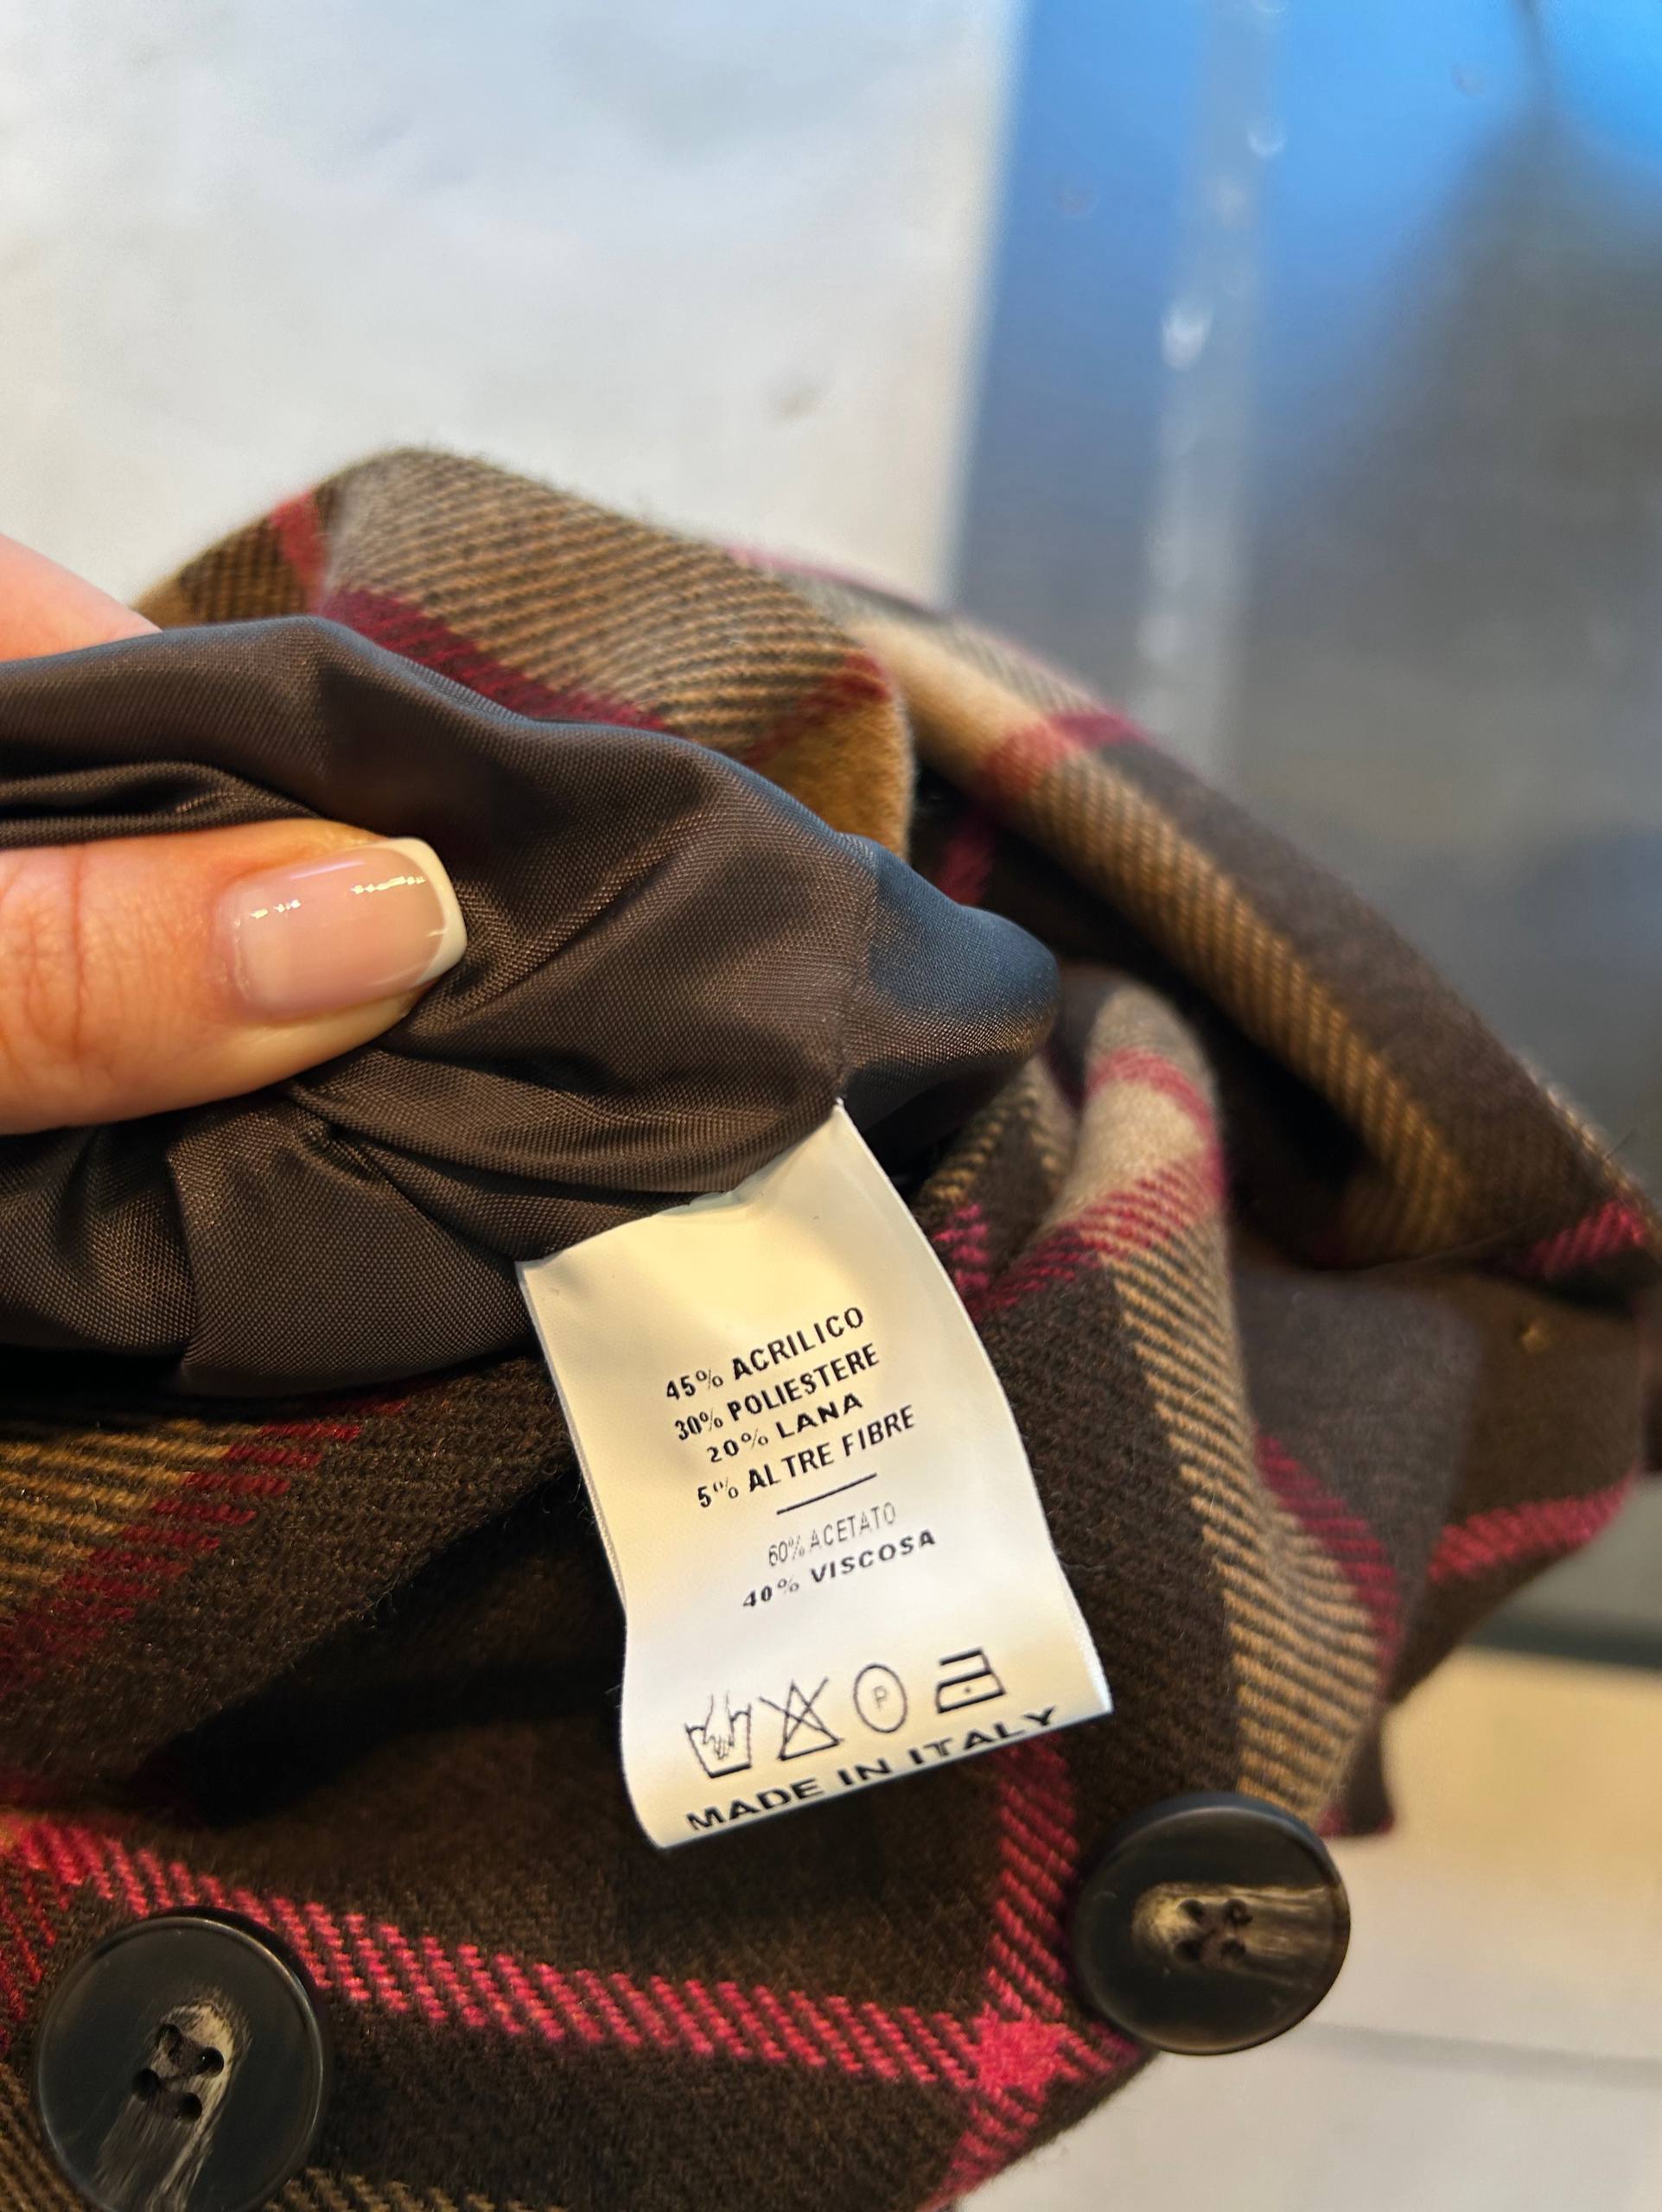 45% ACRILICO
30% POLIESTERE
20% LANA
5% ALTRE FIBRE
60% ACETATO
40% VISCOSA
P
MADE IN ITALY